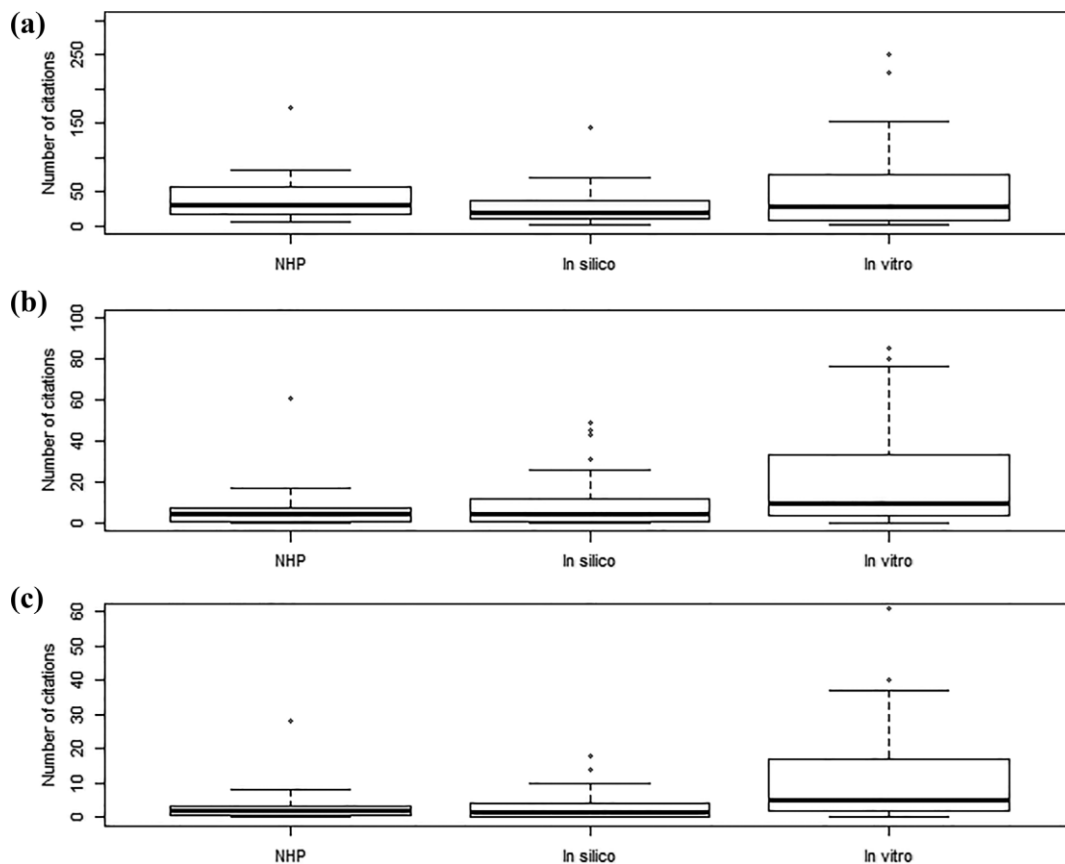 (a)
Number of citations
250
150
50
0
NHP
In silico
In vitro
(b)
Number of citations
100
80
60
40
20
0
NHP
In silico
In vitro
(c)
Number of citations
60
50
40
30
20
10
0
NHP
In silico
In vitro